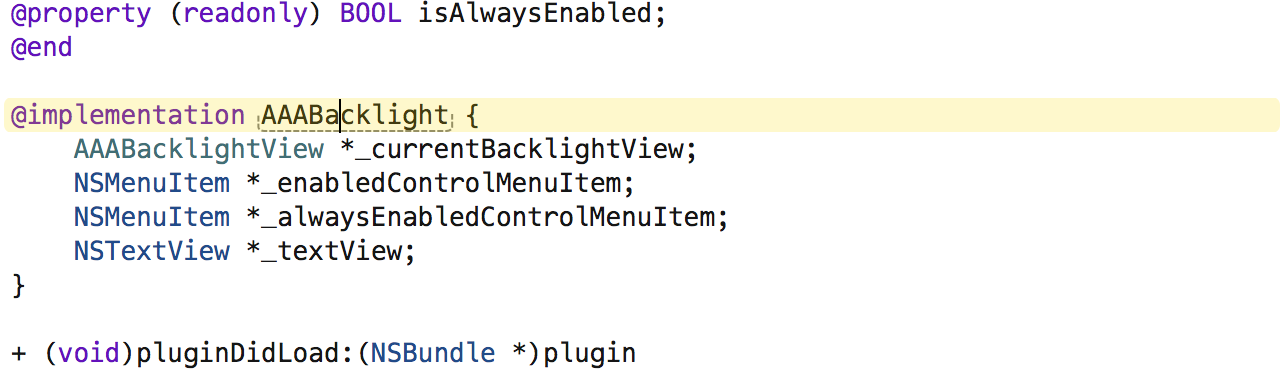 @property (readonly) BOOL isAlwaysEnabled;
@end
@implementation AAABacklight {
    AAABacklightView *_currentBacklightView;
    NSMenuItem *_enabledControlMenuItem;
    NSMenuItem *_alwaysEnabledControlMenuItem;
    NSTextView *_textView;
}
+ (void)pluginDidLoad:(NSBundle *)plugin